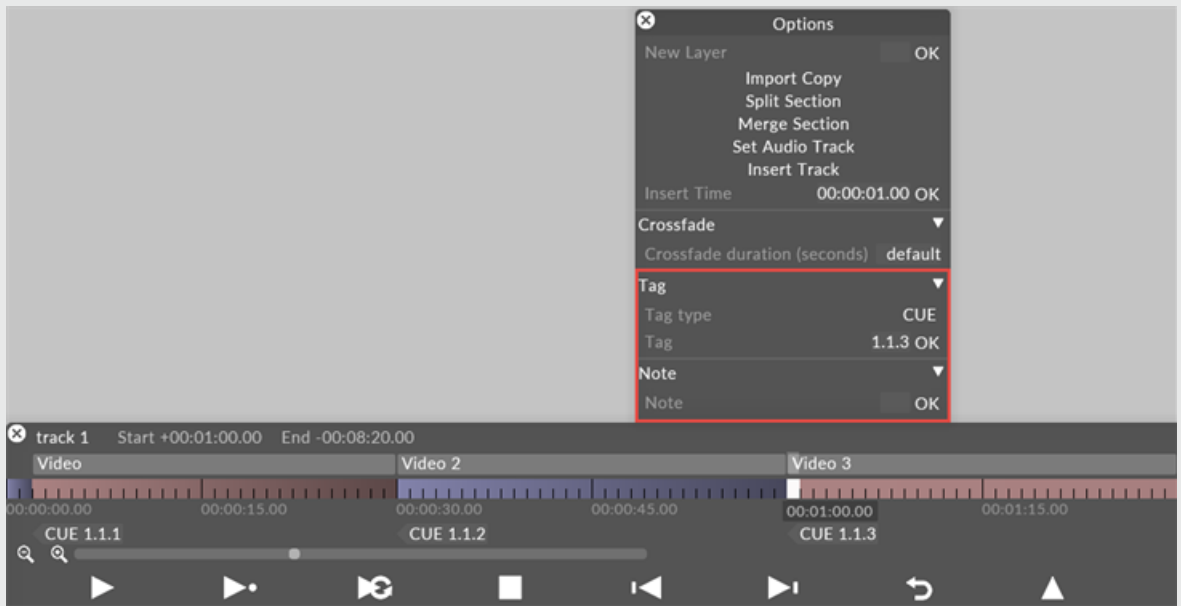 Options
New Layer OK
Import Copy
Split Section
Merge Section
Set Audio Track
Insert Track
Insert Time 00:00:01.00 OK
Crossfade
Crossfade duration (seconds) default
Tag
Tag type CUE
Tag 1.1.3 OK
Note
Note OK
track 1 Start +00:01:00.00 End -00:08:20.00
Video Video 2 Video 3
00:00:00.00 00:00:15.00 00:00:30.00 00:00:45.00 00:01:00.00 00:01:15.00
CUE 1.1.1 CUE 1.1.2 CUE 1.1.3